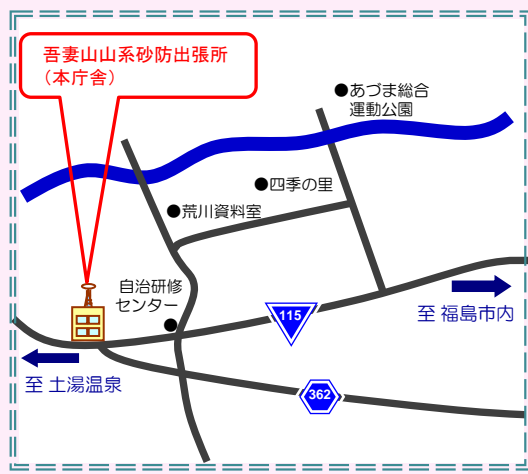 吾妻山山系砂防出張所
（本庁舎）
●あづま総合
運動公園
●四季の里
●荒川資料室
自治研修
センター
115
至 福島市内
至 土湯温泉
362